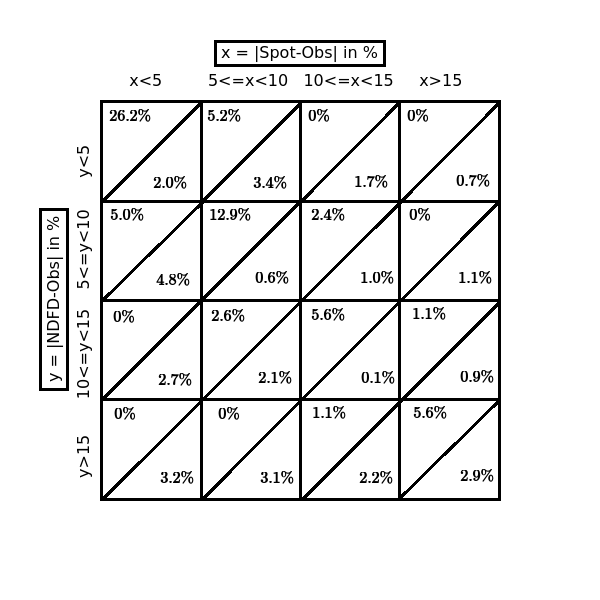 x = |Spot-Obs| in %
x<5 5<=x<10 10<=x<15 x>15
y = |NDFD-Obs| in %
y<5
26.2% 5.2% 0% 0%
2.0% 3.4% 1.7% 0.7%
5<=y<10
5.0% 12.9% 2.4% 0%
4.8% 0.6% 1.0% 1.1%
10<=y<15
0% 2.6% 5.6% 1.1%
2.7% 2.1% 0.1% 0.9%
y>15
0% 0% 1.1% 5.6%
3.2% 3.1% 2.2% 2.9%